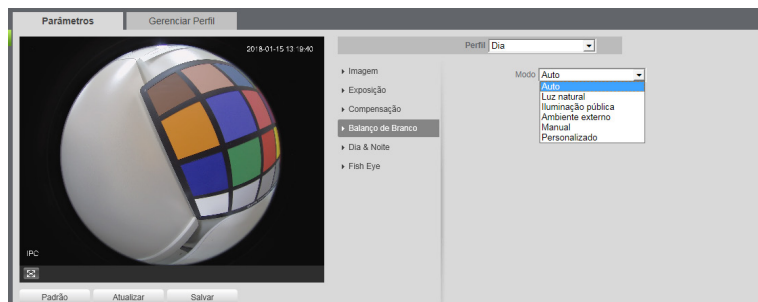 Parâmetros
Gerenciar Perfil
2018-01-15 13:19:40
IPC
Padrão
Atualizar
Salvar
Perfil Dia
Imagem
Exposição
Compensação
Balanço de Branco
Dia & Noite
Fish Eye
Modo Auto
Auto
Luz natural
Iluminação pública
Ambiente externo
Manual
Personalizado